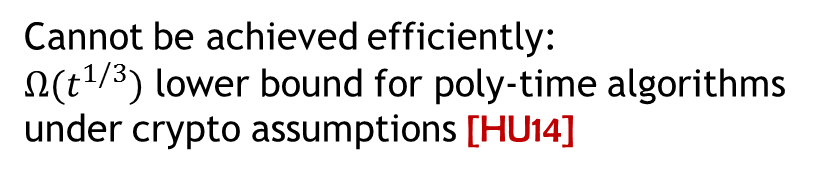 Cannot be achieved efficiently:
Ω(t^{1/3}) lower bound for poly-time algorithms
under crypto assumptions [HU14]